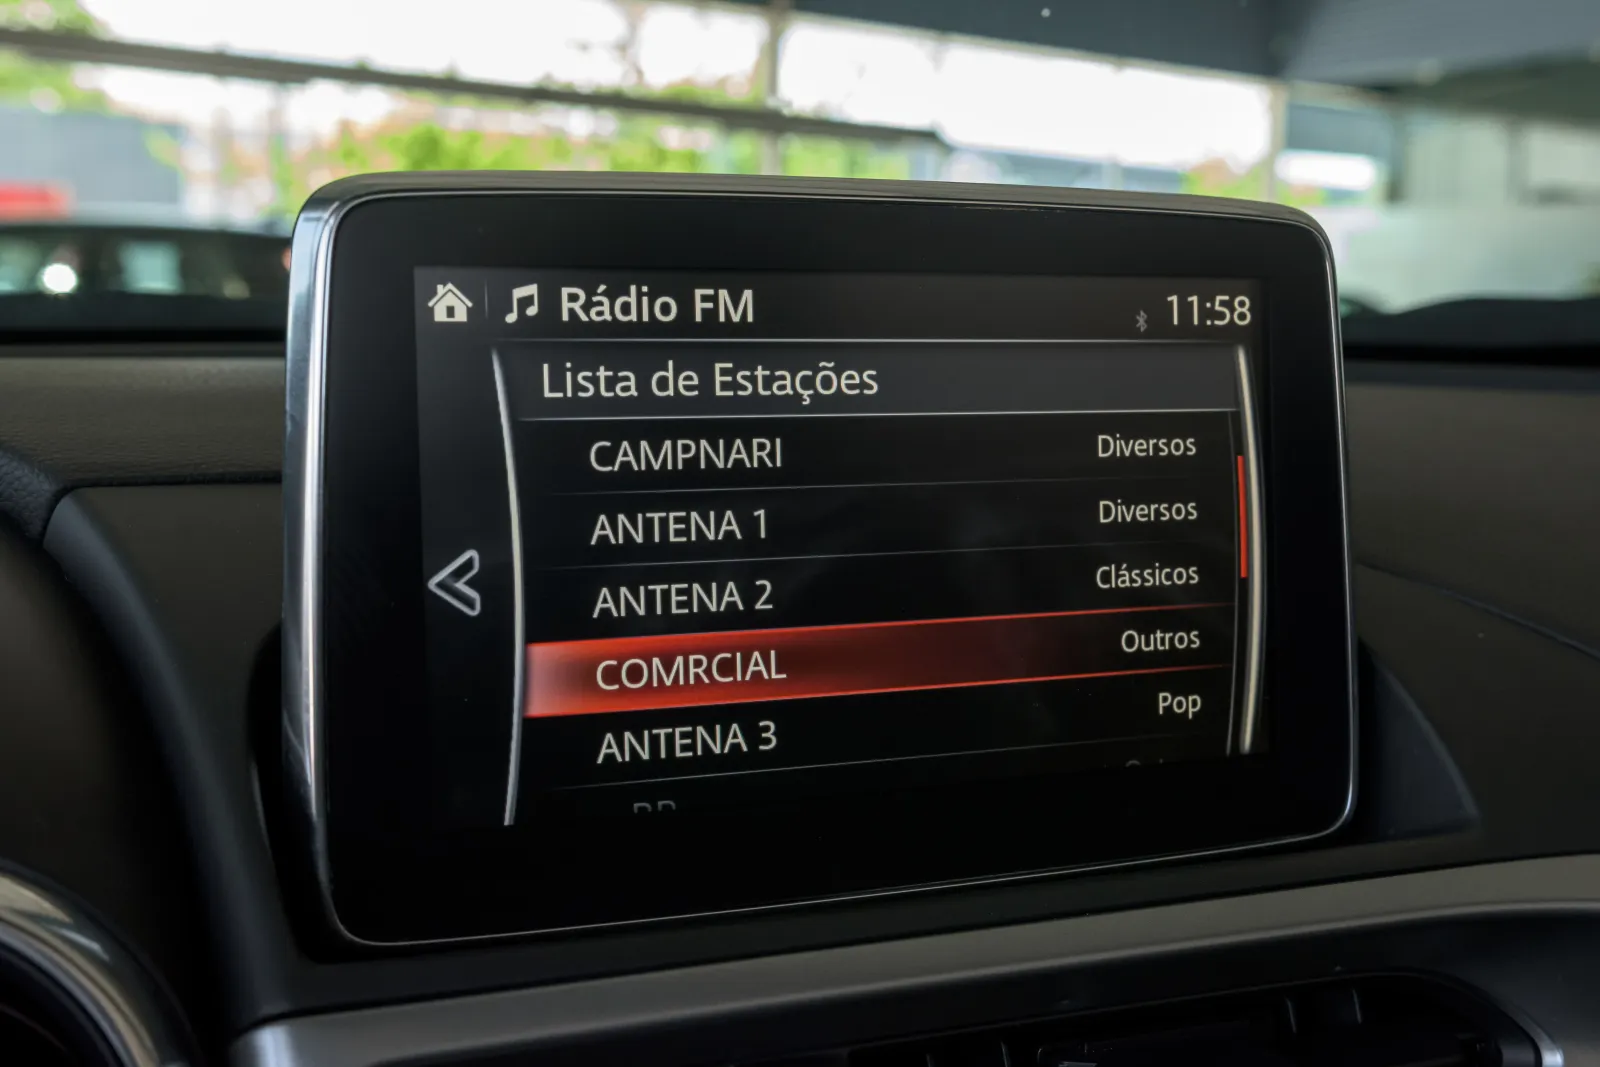 Rádio FM 11:58
Lista de Estações
CAMPNARI Diversos
ANTENA 1 Diversos
ANTENA 2 Clássicos
COMRCIAL Outros
ANTENA 3 Pop